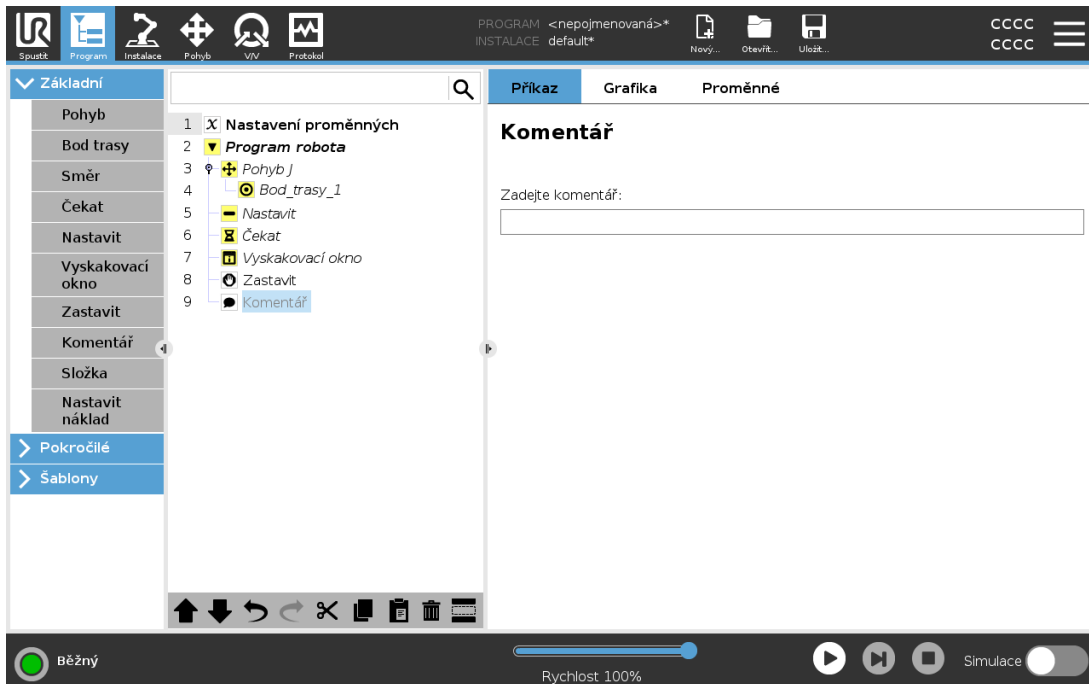 PROGRAM <nepojmenovaná>*
INSTALACE default*
cccc
cccc
Spustit
Program
Instalace
Pohyb
V/V
Protokol
Nový...
Otevřít...
Uložit...
Základní
Pohyb
Bod trasy
Směr
Čekat
Nastavit
Vyskakovací
okno
Zastavit
Komentář
Složka
Nastavit
náklad
Pokročilé
Šablony
1 X Nastavení proměnných
2 Program robota
3 Pohyb J
4 Bod_trasy_1
5 Nastavit
6 Čekat
7 Vyskakovací okno
8 Zastavit
9 Komentář
Příkaz
Grafika
Proměnné
Komentář
Zadejte komentář:
Běžný
Rychlost 100%
Simulace